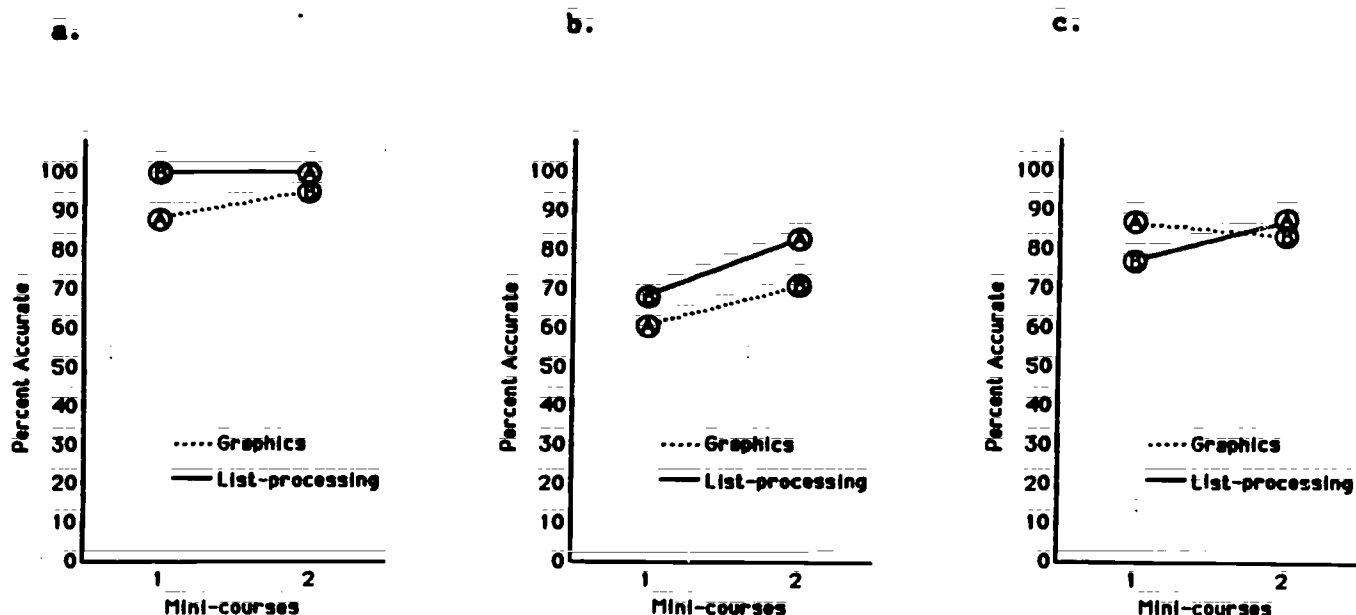 a.
b.
c.
Percent Accurate
100
90
80
70
60
50
40
30
20
10
0
B
A
A
B
Graphics
List-processing
1
2
Mini-courses
Percent Accurate
100
90
80
70
60
50
40
30
20
10
0
B
A
A
B
Graphics
List-processing
1
2
Mini-courses
Percent Accurate
100
90
80
70
60
50
40
30
20
10
0
A
B
A
B
Graphics
List-processing
1
2
Mini-courses